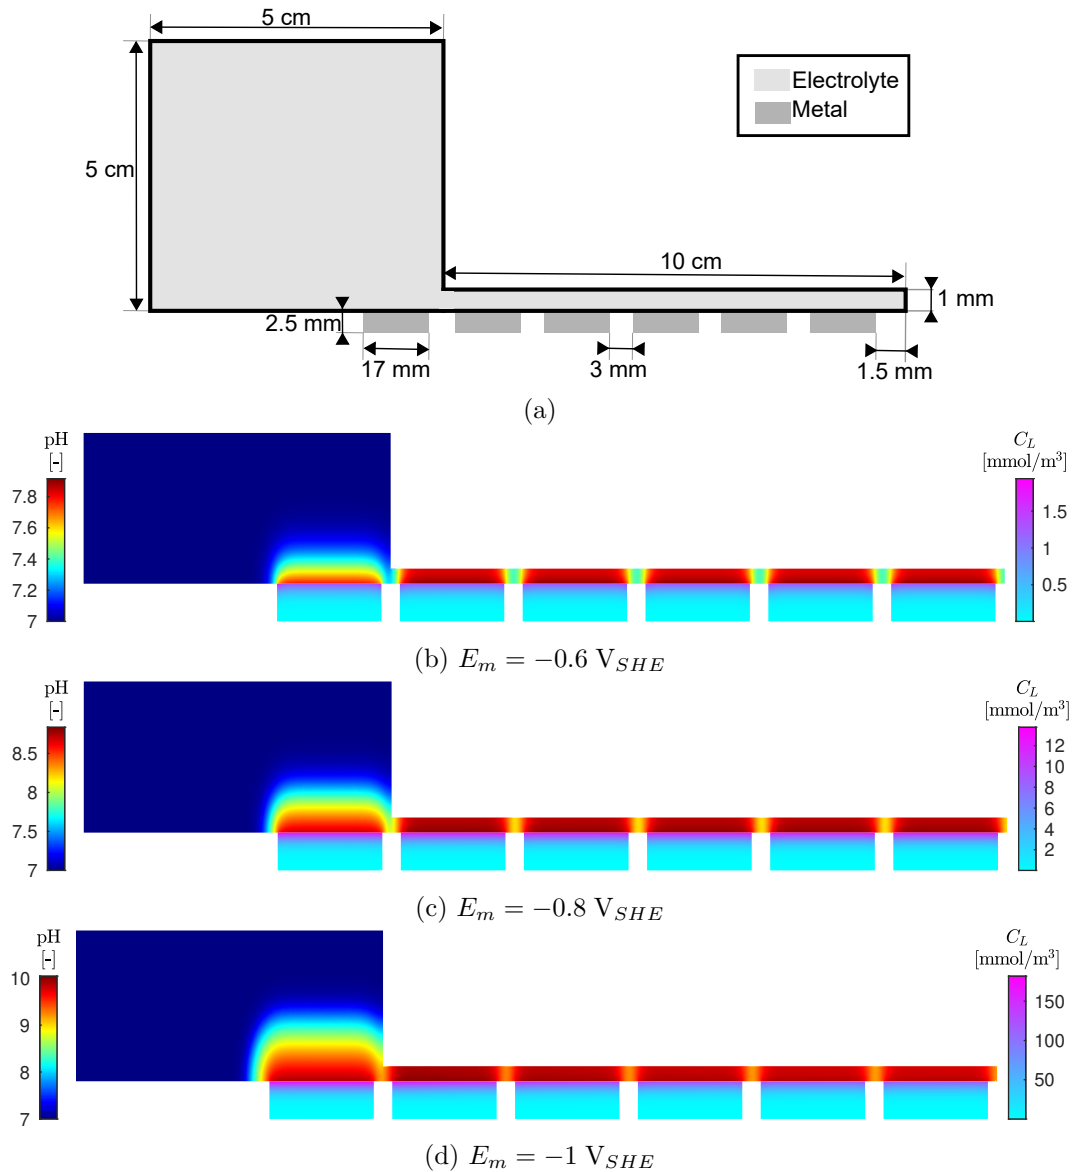 5 cm
Electrolyte
Metal
5 cm
10 cm
1 mm
2.5 mm
17 mm
3 mm
1.5 mm
(a)
pH
[-]
7.8
7.6
7.4
7.2
7
C_L
[mmol/m³]
1.5
1
0.5
(b) E_m = −0.6 V_SHE
pH
[-]
8.5
8
7.5
7
C_L
[mmol/m³]
12
10
8
6
4
2
(c) E_m = −0.8 V_SHE
pH
[-]
10
9
8
7
C_L
[mmol/m³]
150
100
50
(d) E_m = −1 V_SHE